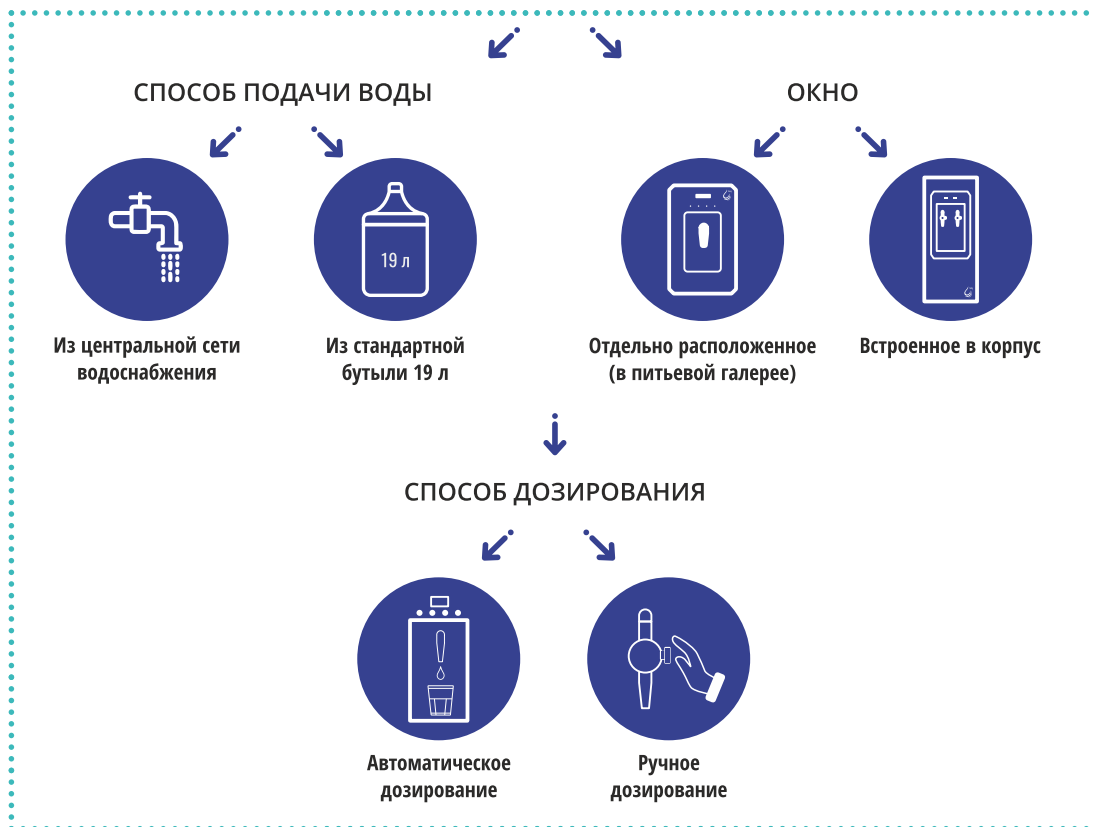 СПОСОБ ПОДАЧИ ВОДЫ
ОКНО
19 л
Из центральной сети
водоснабжения
Из стандартной
бутыли 19 л
Отдельно расположенное
(в питьевой галерее)
Встроенное в корпус
СПОСОБ ДОЗИРОВАНИЯ
Автоматическое
дозирование
Ручное
дозирование